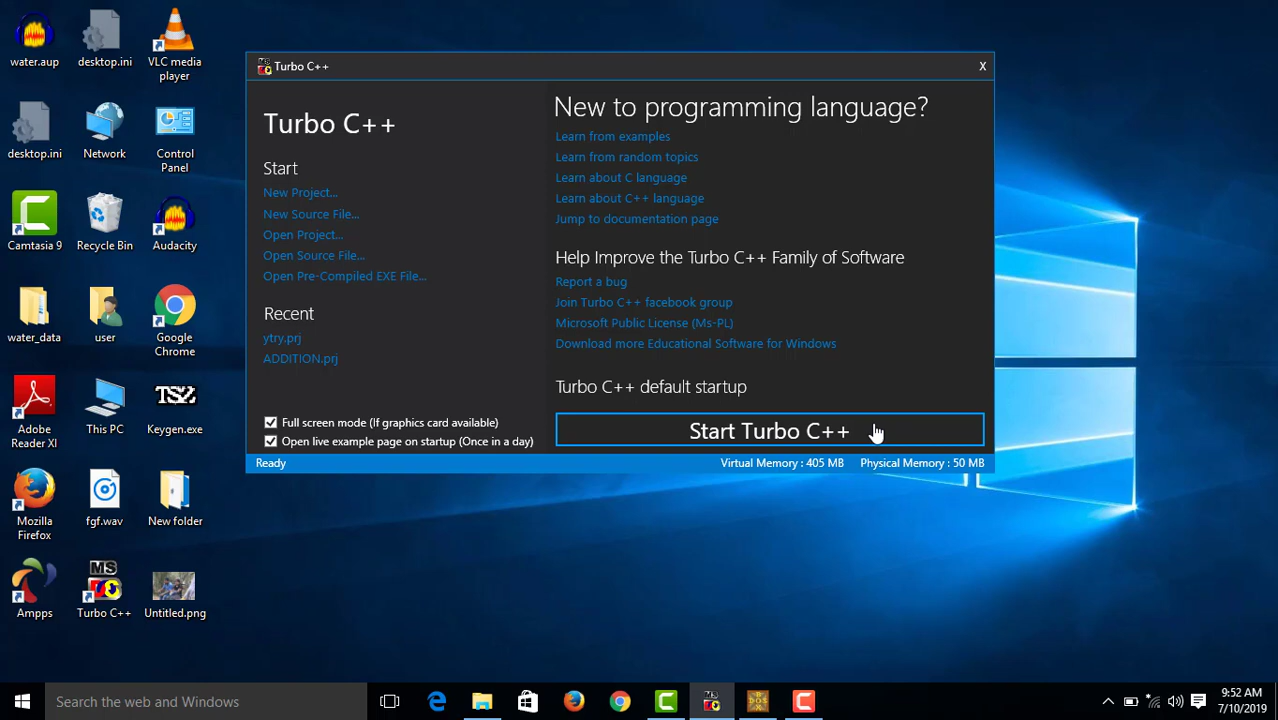 water.aup
desktop.ini
VLC media
player
desktop.ini
Network
Control
Panel
Camtasia 9
Recycle Bin
Audacity
water_data
user
Google
Chrome
Adobe
Reader XI
This PC
TSZ
Keygen.exe
Mozilla
Firefox
fgf.wav
New folder
Ampps
MS
Turbo C++
Untitled.png
Turbo C++
X
Turbo C++
Start
New Project...
New Source File...
Open Project...
Open Source File...
Open Pre-Compiled EXE File...
Recent
ytry.prj
ADDITION.prj
Full screen mode (If graphics card available)
Open live example page on startup (Once in a day)
New to programming language?
Learn from examples
Learn from random topics
Learn about C language
Learn about C++ language
Jump to documentation page
Help Improve the Turbo C++ Family of Software
Report a bug
Join Turbo C++ facebook group
Microsoft Public License (Ms-PL)
Download more Educational Software for Windows
Turbo C++ default startup
Start Turbo C++
Ready
Virtual Memory : 405 MB
Physical Memory : 50 MB
Search the web and Windows
MS
DOS
9:52 AM
7/10/2019